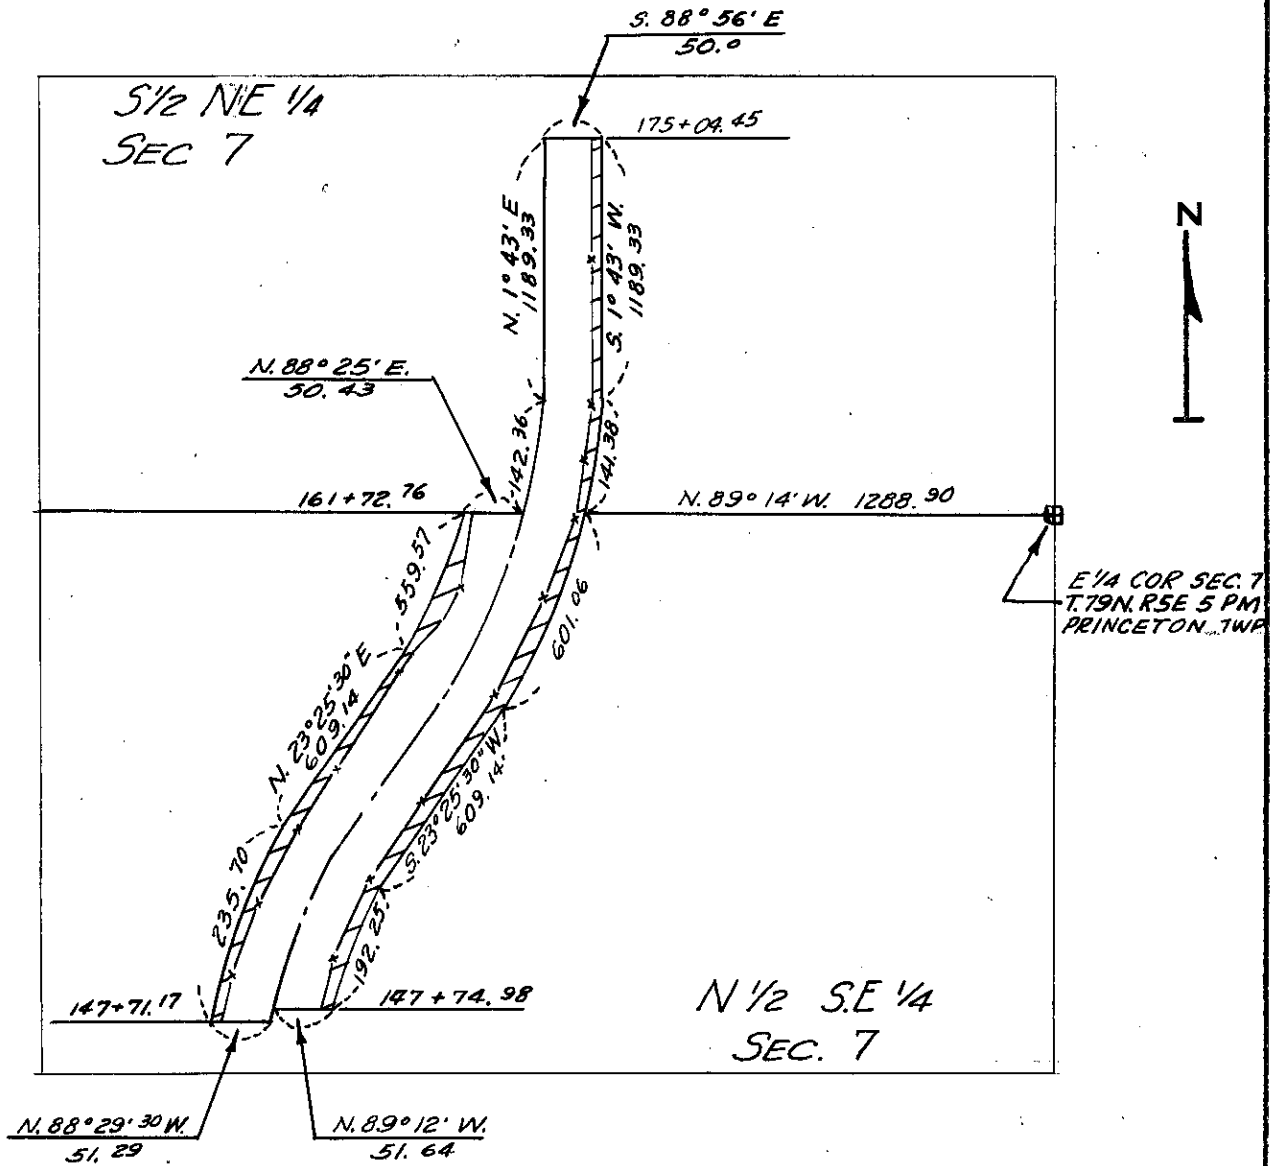 S. 88° 56' E
50.0
S 1/2 NE 1/4
SEC 7
175+04.45
N
N. 1° 43' E
1189.33
S. 1° 43' W.
1189.33
N. 88° 25' E.
50.43
142.36
141.38
161+72.76
N. 89° 14' W. 1288.90
E 1/4 COR SEC. 7
T.79N. R5E 5 PM
PRINCETON TWP
559.57
601.06
N. 23° 25' 30" E
609.14
S. 23° 25' 30" W.
609.14
235.70
192.25
147+71.17
147+74.98
N 1/2 S.E 1/4
SEC. 7
N. 88° 29' 30 W.
51.29
N. 89° 12' W.
51.64